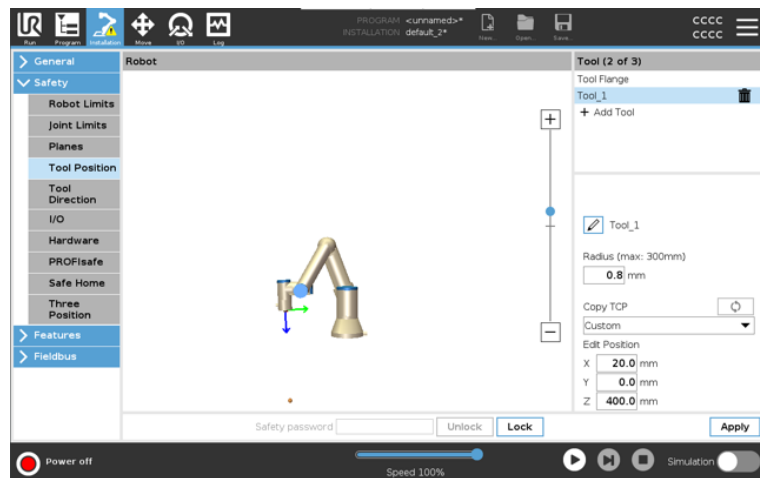 PROGRAM <unnamed>*
INSTALLATION default_2*
cccc
cccc
Run
Program
Installation
Move
I/O
Log
New...
Open...
Save...
General
Safety
Robot Limits
Joint Limits
Planes
Tool Position
Tool
Direction
I/O
Hardware
PROFIsafe
Safe Home
Three
Position
Features
Fieldbus
Robot
Tool (2 of 3)
Tool Flange
Tool_1
+ Add Tool
Tool_1
Radius (max: 300mm)
0.8 mm
Copy TCP
Custom
Edit Position
X 20.0 mm
Y 0.0 mm
Z 400.0 mm
Safety password
Unlock
Lock
Apply
Power off
Speed 100%
Simulation